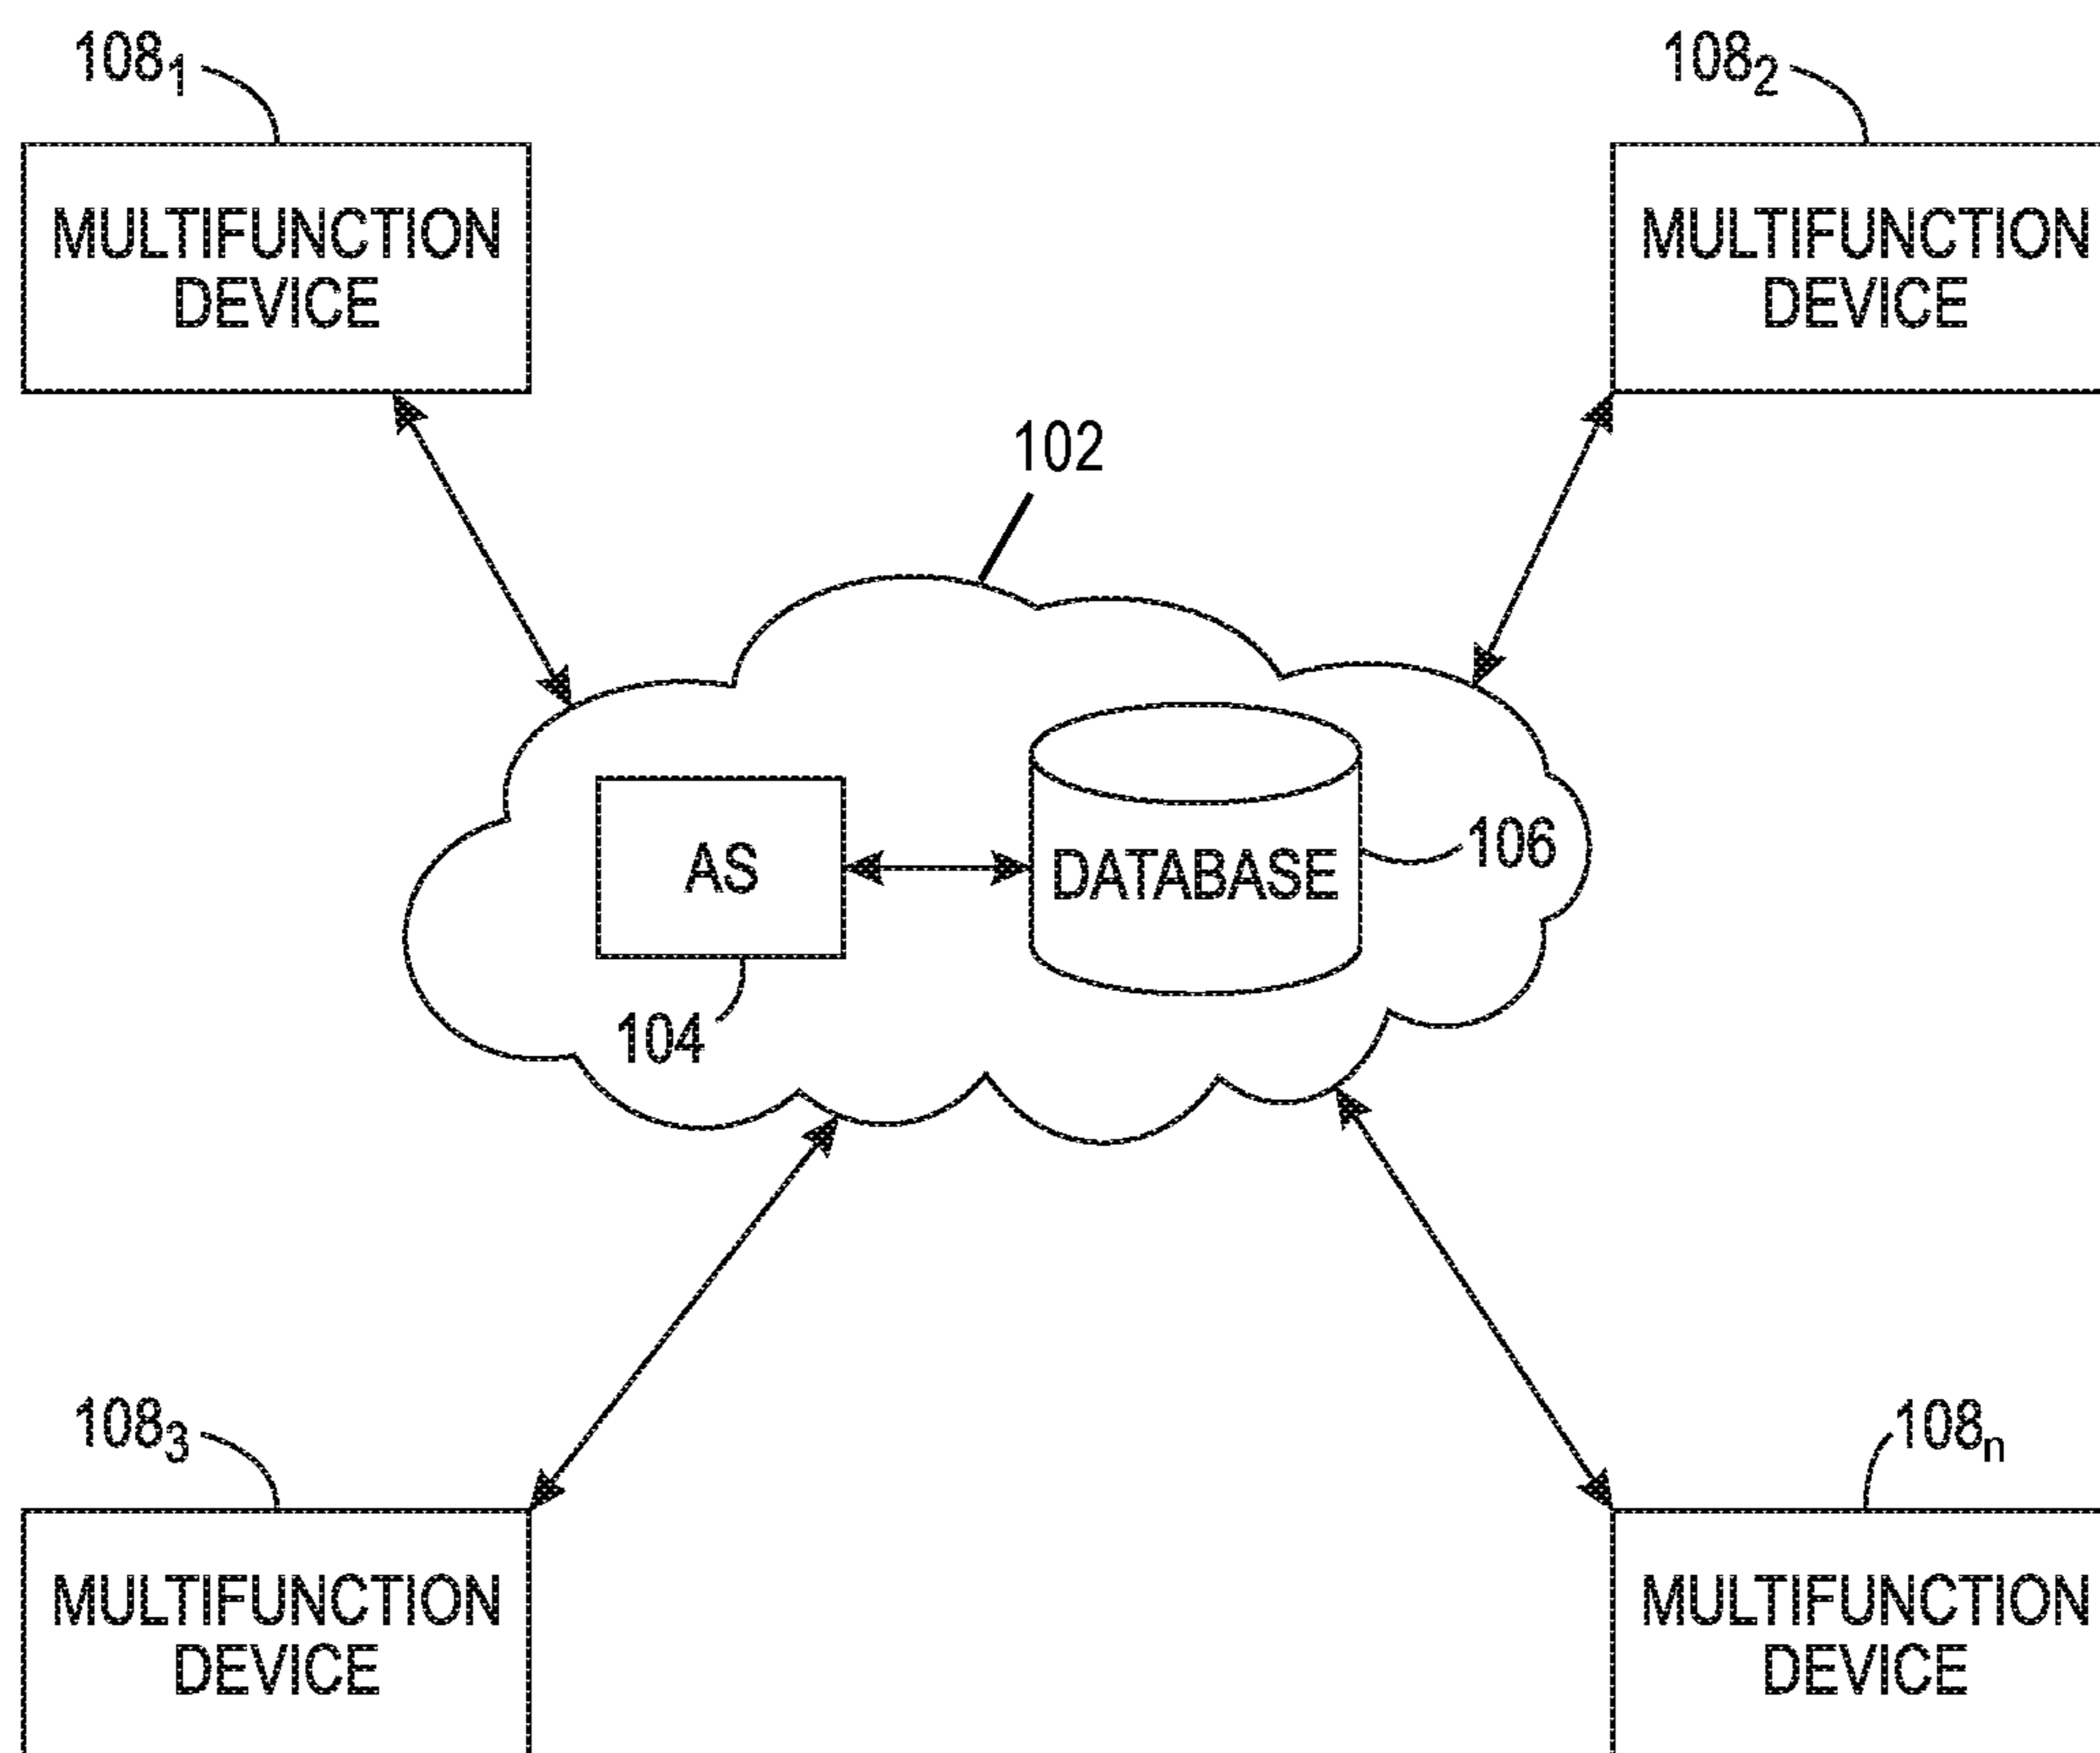 108₁
108₂
MULTIFUNCTION
DEVICE
MULTIFUNCTION
DEVICE
102
AS
DATABASE
106
104
108₃
108ₙ
MULTIFUNCTION
DEVICE
MULTIFUNCTION
DEVICE